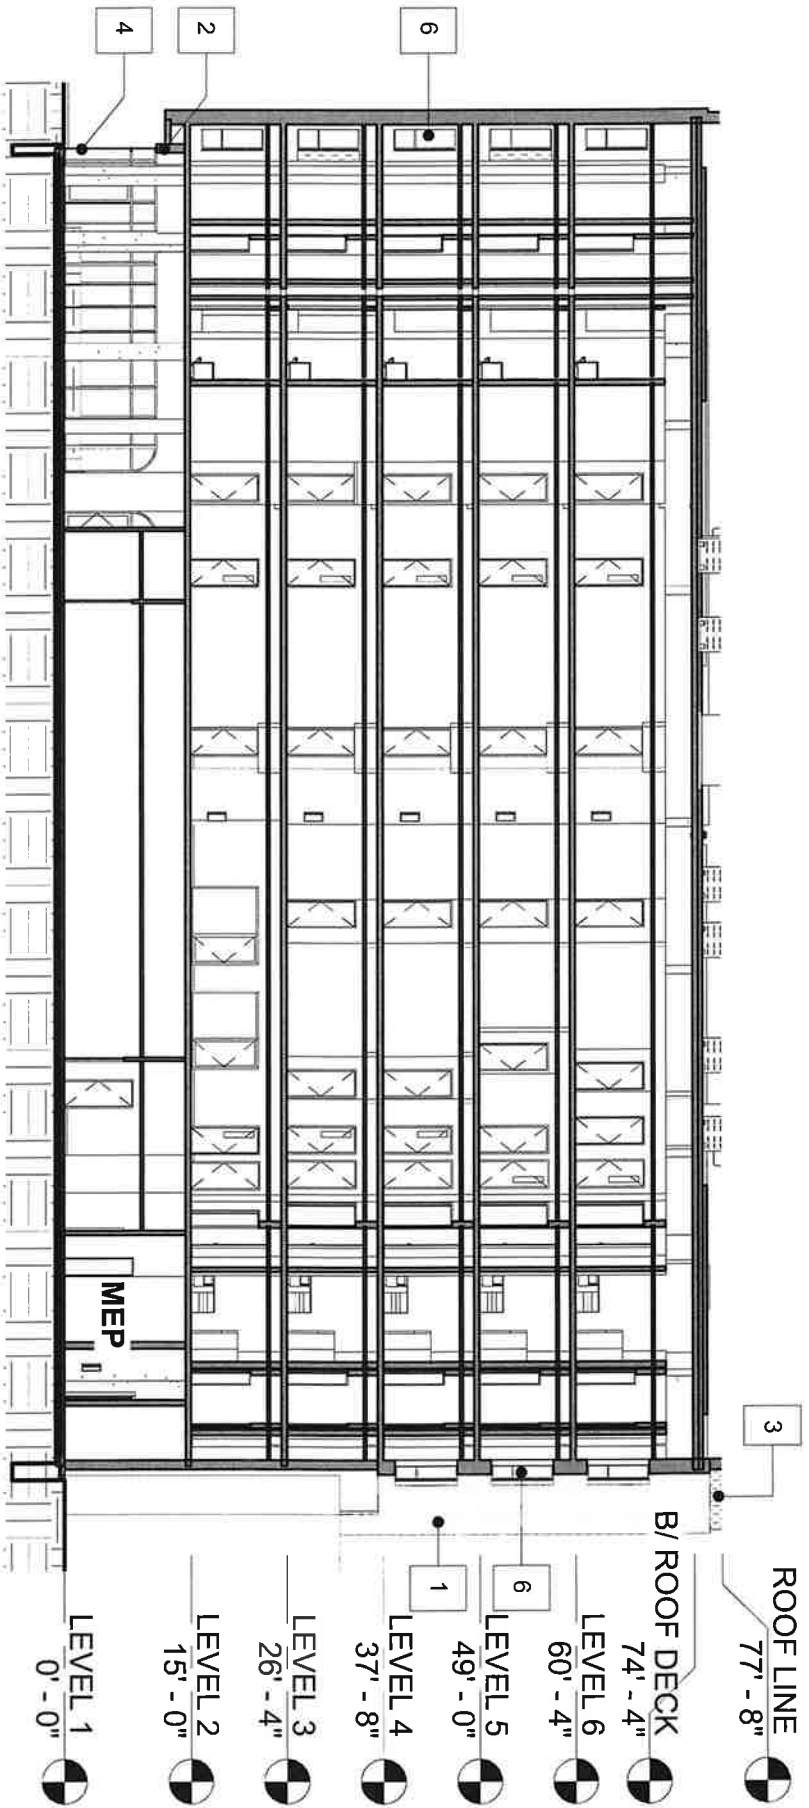 4
2
6
3
1
6
MEP
ROOF LINE
77' - 8"
B/ ROOF DECK
74' - 4"
LEVEL 6
60' - 4"
LEVEL 5
49' - 0"
LEVEL 4
37' - 8"
LEVEL 3
26' - 4"
LEVEL 2
15' - 0"
LEVEL 1
0' - 0"